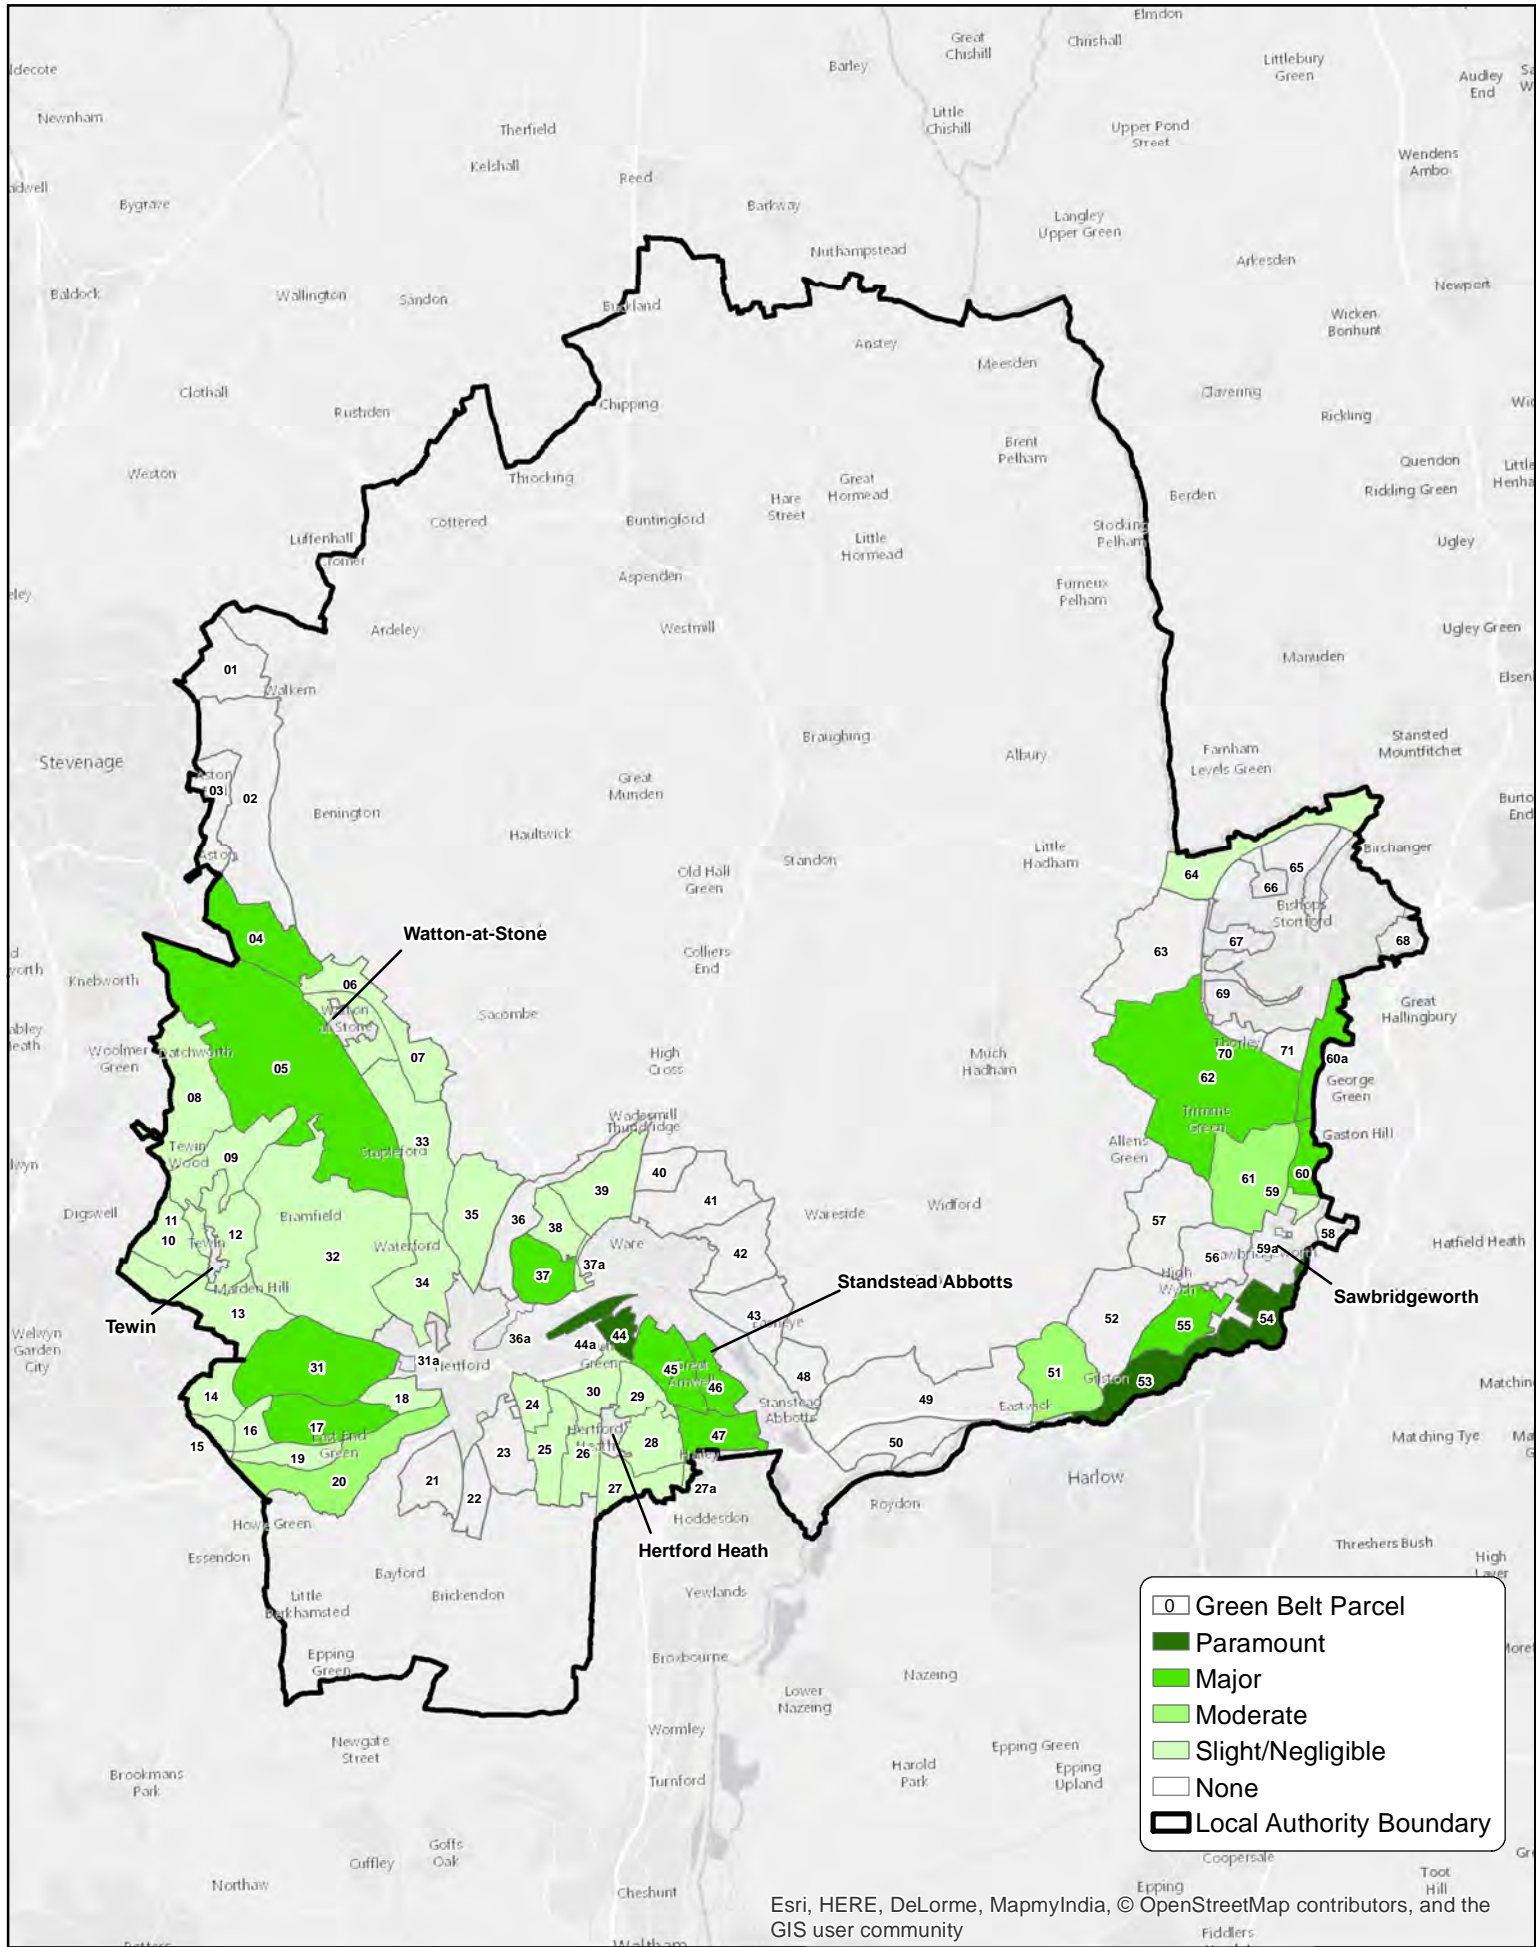 Elmdon
Great
Chishill
Chrishall
Barley
Littlebury
Green
Audley
End
ldecote
Newnham
Therfield
Little
Chishill
Upper Pond
Street
Wendens
Ambo
Kelshall
Reed
adwell
Bygrave
Barkway
Langley
Upper Green
Nuthampstead
Arkesden
Newport
Baldock
Wallington
Sandon
Buckland
Wicken
Bonhunt
Anstey
Meesden
Clothall
Rushden
Chipping
Clavering
Rickling
Brent
Pelham
Quendon
Rickling Green
Weston
Throcking
Great
Hormead
Hare
Street
Berden
Cottered
Buntingford
Luffenhall
Cromer
Little
Hormead
Stocking
Pelham
Ugley
Aspenden
Furneux
Pelham
Ardeley
Westmill
Ugley Green
Manuden
01
Walkern
Stevenage
Braughing
Albury
Farnham
Levels Green
Stansted
Mountfitchet
Aston
03
02
Great
Munden
Benington
Haultwick
Aston
Standon
Little
Hadham
Birshanger
64
65
66
Old Hall
Green
Bishops
Stortford
04
Watton-at-Stone
67
68
63
Colliers
End
Knebworth
06
69
Great
Hallingbury
Watton
at Stone
Sacombe
Woolmer
Green
Datchworth
07
High
Cross
Much
Hadham
Thorley
70
71
60a
05
62
George
Green
08
Wadesmill
Thundridge
Trimms
Green
Tewin
Wood
09
33
Stapleford
Allens
Green
Gaston Hill
39
40
60
61
59
41
Digswell
11
10
12
Tewin
Bramfield
35
36
38
Wareside
Widford
57
58
32
Waterford
Ware
42
56
59a
Sawbridgeworth
Hatfield Heath
34
37
37a
Standstead Abbotts
High
Wych
Marden Hill
13
Sawbridgeworth
Tewin
43
52
55
54
Welwyn
Garden
City
36a
44a
44
31a
Hertford
Green
31
45
Great
Amwell
46
48
51
Gilston
53
14
18
24
30
29
49
Eastwick
Stanstead
Abbotts
17
16
East End
Green
Hertford
Heath
28
47
Hailey
50
Matching Tye
15
19
20
21
22
23
25
26
27
27a
Harlow
Howe Green
Hoddesdon
Roydon
Essendon
Hertford Heath
Threshers Bush
High
Laver
Bayford
Little
Berkhamsted
Brickendon
Yewlands
0 Green Belt Parcel
Paramount
Major
Moderate
Slight/Negligible
None
Local Authority Boundary
Epping
Green
Broxbourne
Nazeing
Lower
Nazeing
Newgate
Street
Wormley
Epping Green
Epping
Upland
Brookmans
Park
Turnford
Harold
Park
Goffs
Oak
Cuffley
Coopersale
Toot
Hill
Northaw
Cheshunt
Epping
Esri, HERE, DeLorme, MapmyIndia, © OpenStreetMap contributors, and the
GIS user community
Fiddlers